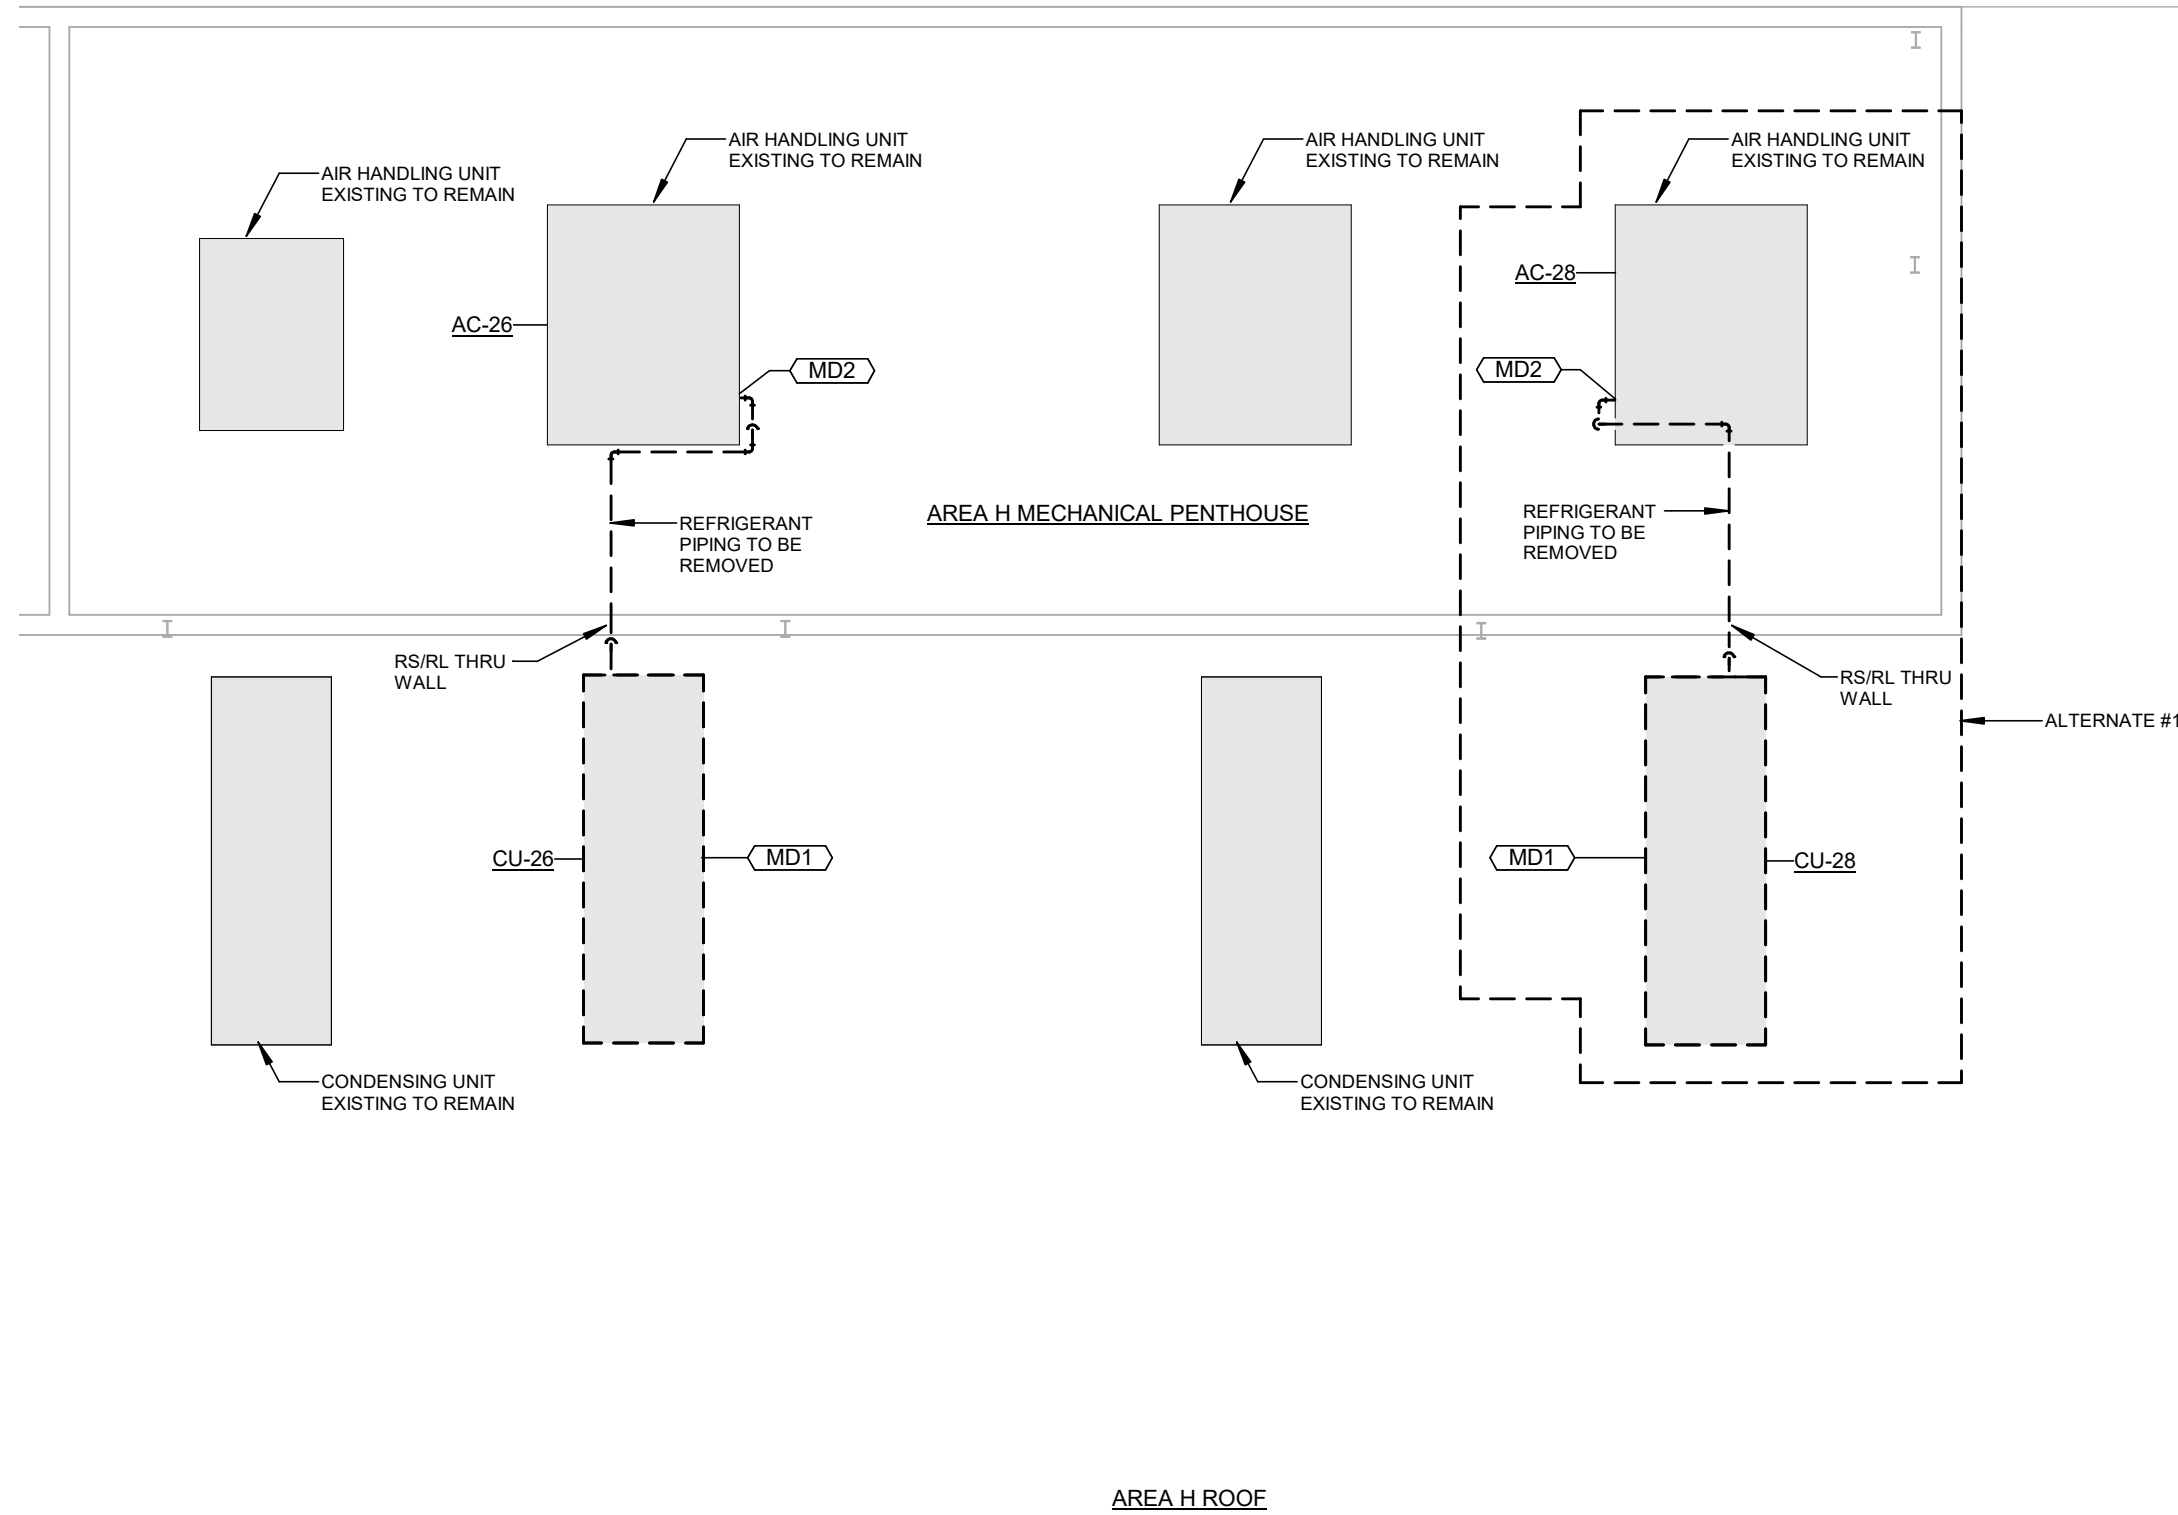 AIR HANDLING UNIT
EXISTING TO REMAIN
AIR HANDLING UNIT
EXISTING TO REMAIN
AIR HANDLING UNIT
EXISTING TO REMAIN
AIR HANDLING UNIT
EXISTING TO REMAIN
AC-26
MD2
AC-28
MD2
REFRIGERANT
PIPING TO BE
REMOVED
AREA H MECHANICAL PENTHOUSE
REFRIGERANT
PIPING TO BE
REMOVED
RS/RL THRU
WALL
RS/RL THRU
WALL
ALTERNATE #1
CU-26
MD1
MD1
CU-28
CONDENSING UNIT
EXISTING TO REMAIN
CONDENSING UNIT
EXISTING TO REMAIN
AREA H ROOF